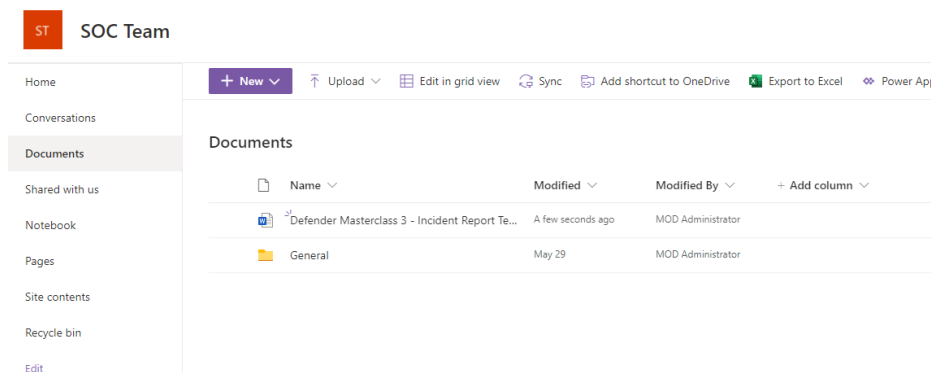 ST SOC Team
Home
New Upload Edit in grid view Sync Add shortcut to OneDrive Export to Excel Power App
Conversations
Documents
Documents
Name Modified Modified By + Add column
Shared with us
Defender Masterclass 3 - Incident Report Te... A few seconds ago MOD Administrator
Notebook
General May 29 MOD Administrator
Pages
Site contents
Recycle bin
Edit